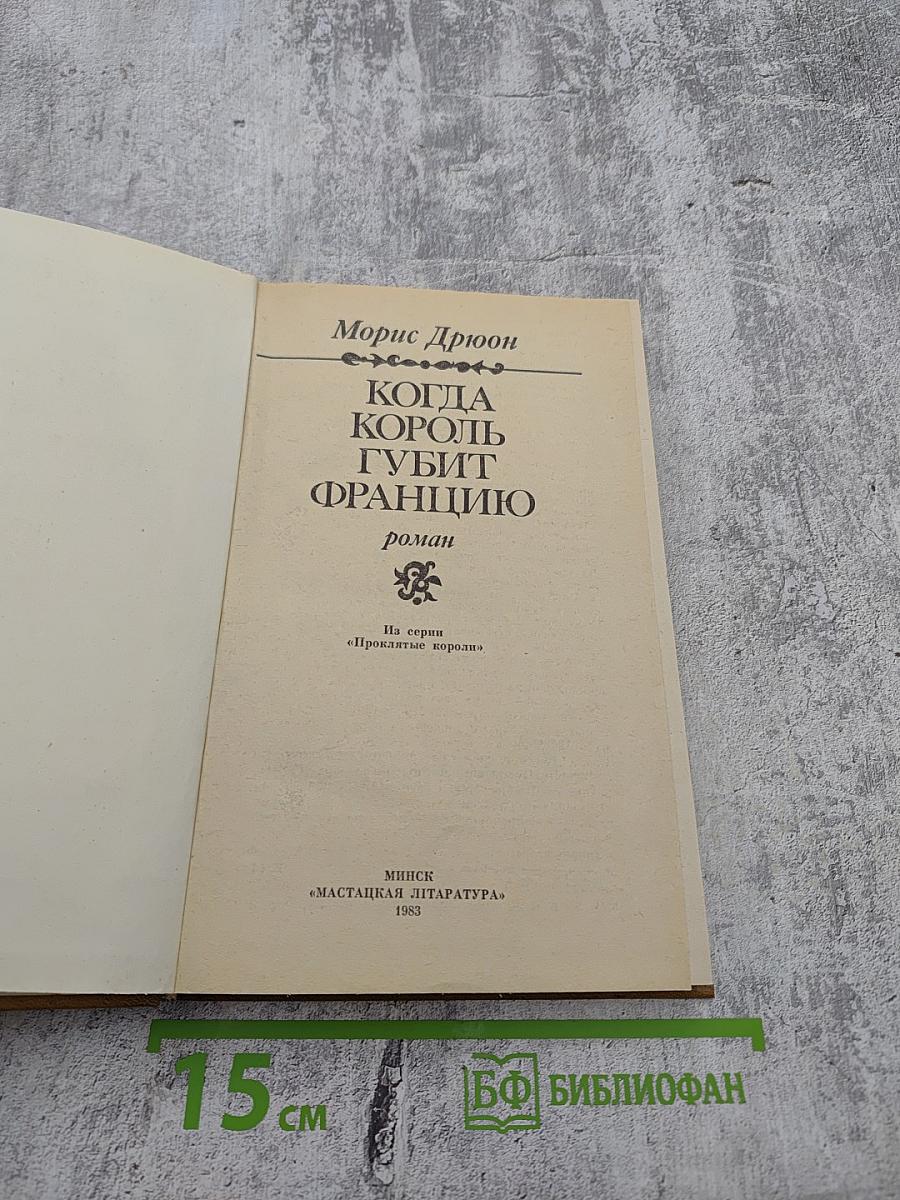 Морис Дрюон
КОГДА
КОРОЛЬ
ГУБИТ
ФРАНЦИЮ
роман
Из серии
«Проклятые короли»
МИНСК
«МАСТАЦКАЯ ЛІТАРАТУРА»
1983
15 см
БФ БИБЛИОФАН